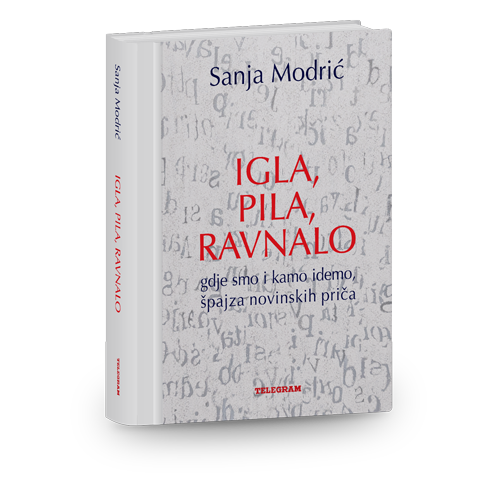 Sanja Modrić
IGLA, PILA, RAVNALO
TELEGRAM
Sanja Modrić
IGLA,
PILA,
RAVNALO
gdje smo i kamo idemo,
špajza novinskih priča
TELEGRAM